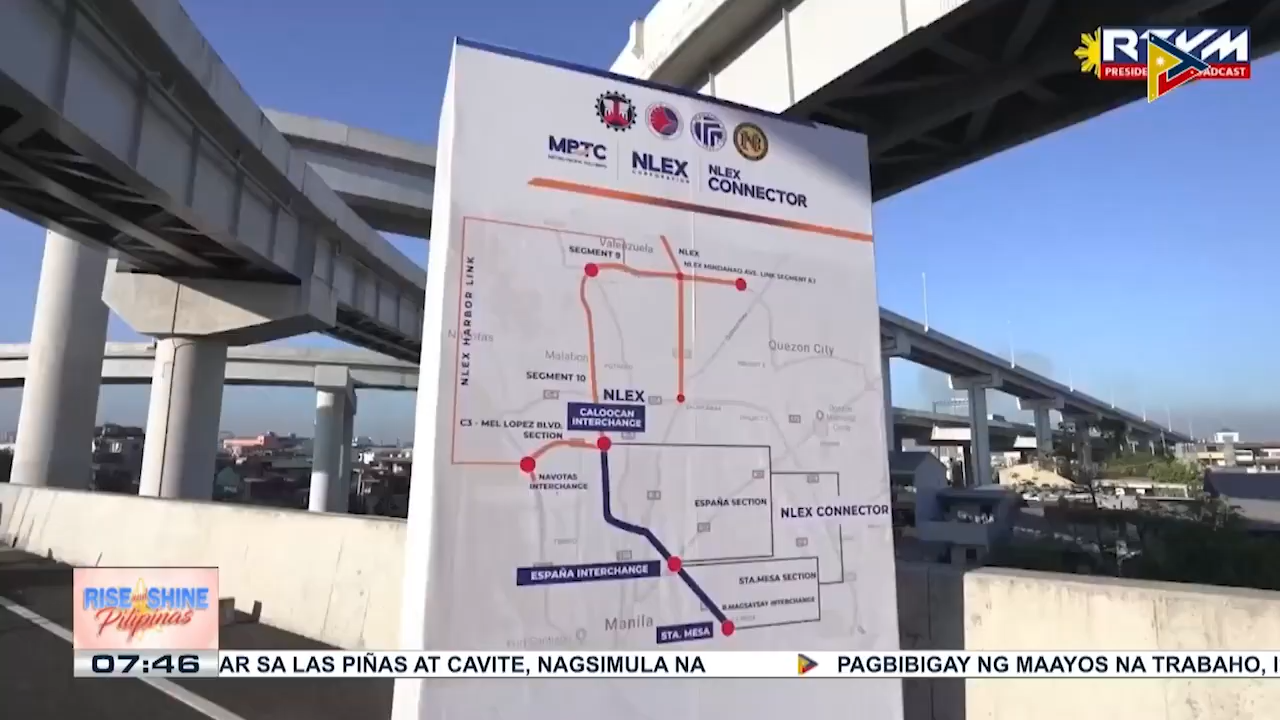 RTVM
MPTC
NLEX
CORPORATION
NLEX
CONNECTOR
Valenzuela
SEGMENT 9
NLEX
NLEX MINDANAO AVE. LINK SEGMENT 8.1
NLEX HARBOR LINK
Malabon
Quezon City
SEGMENT 10
NLEX
CALOOCAN
INTERCHANGE
C3 - MEL LOPEZ BLVD.
SECTION
NAVOTAS
INTERCHANGE
ESPAÑA SECTION
NLEX CONNECTOR
ESPAÑA INTERCHANGE
STA.MESA SECTION
R.MAGSAYSAY INTERCHANGE
Manila
STA. MESA
RISE and SHINE
Pilipinas
07:46
AR SA LAS PIÑAS AT CAVITE, NAGSIMULA NA
PAGBIBIGAY NG MAAYOS NA TRABAHO, I